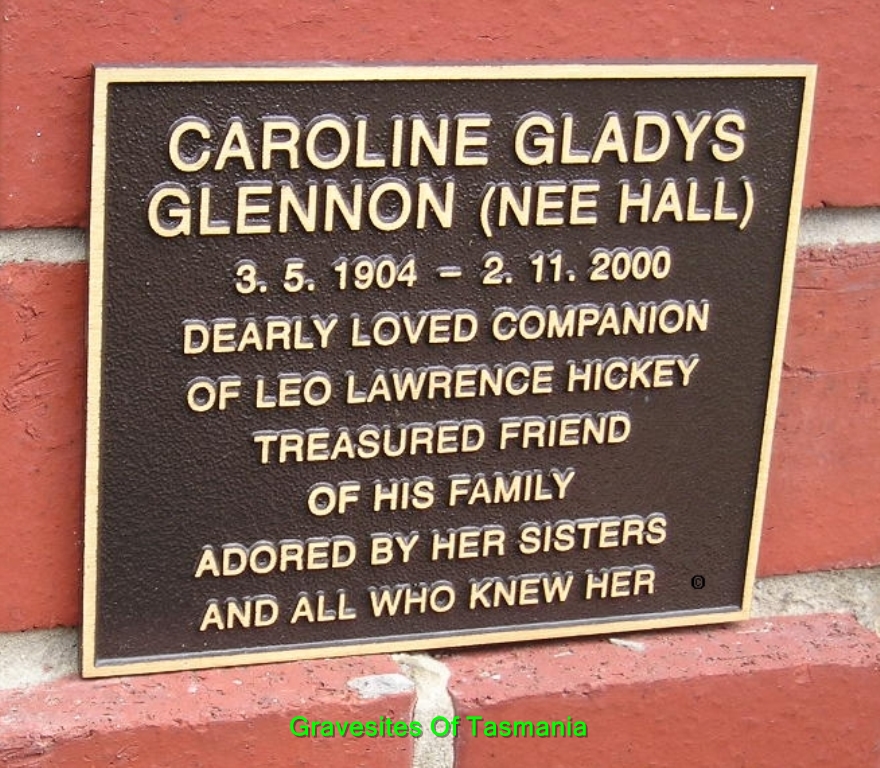 CAROLINE GLADYS
GLENNON (NEE HALL)
3. 5. 1904 – 2. 11. 2000
DEARLY LOVED COMPANION
OF LEO LAWRENCE HICKEY
TREASURED FRIEND
OF HIS FAMILY
ADORED BY HER SISTERS
AND ALL WHO KNEW HER
©
Gravesites Of Tasmania